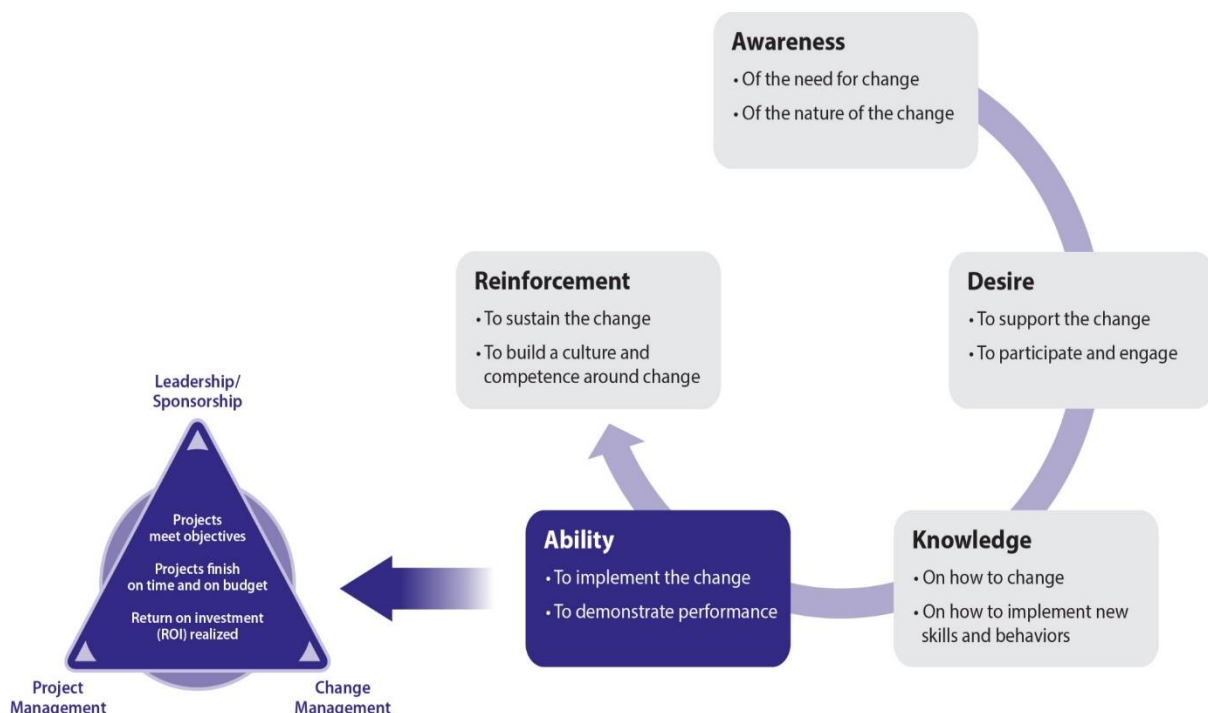 Awareness
• Of the need for change
• Of the nature of the change
Desire
• To support the change
• To participate and engage
Knowledge
• On how to change
• On how to implement new
skills and behaviors
Ability
• To implement the change
• To demonstrate performance
Reinforcement
• To sustain the change
• To build a culture and
competence around change
Leadership/
Sponsorship
Projects
meet objectives
Projects finish
on time and on budget
Return on investment
(ROI) realized
Project
Management
Change
Management